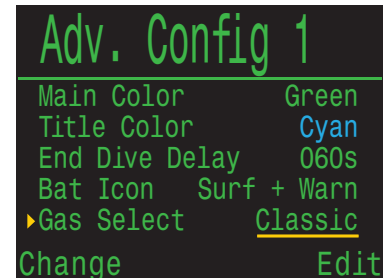 Adv. Config 1
Main Color Green
Title Color Cyan
End Dive Delay 060s
Bat Icon Surf + Warn
Gas Select Classic
Change Edit